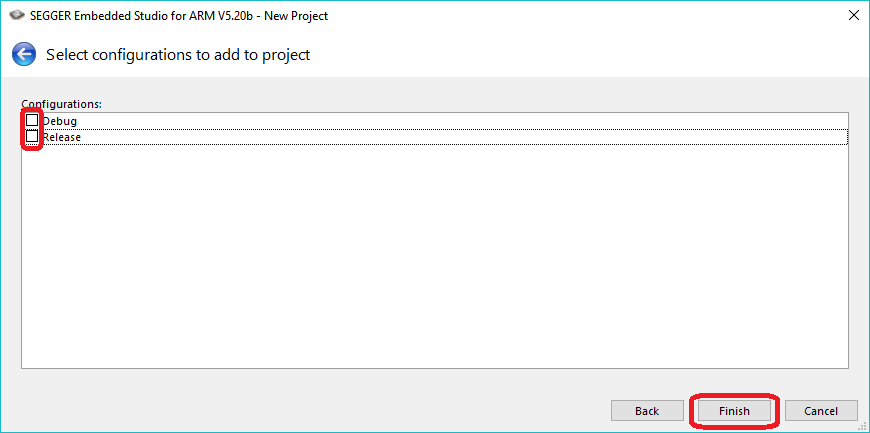 SEGGER Embedded Studio for ARM V5.20b - New Project
Select configurations to add to project
Configurations:
Debug
Release
Back Finish Cancel